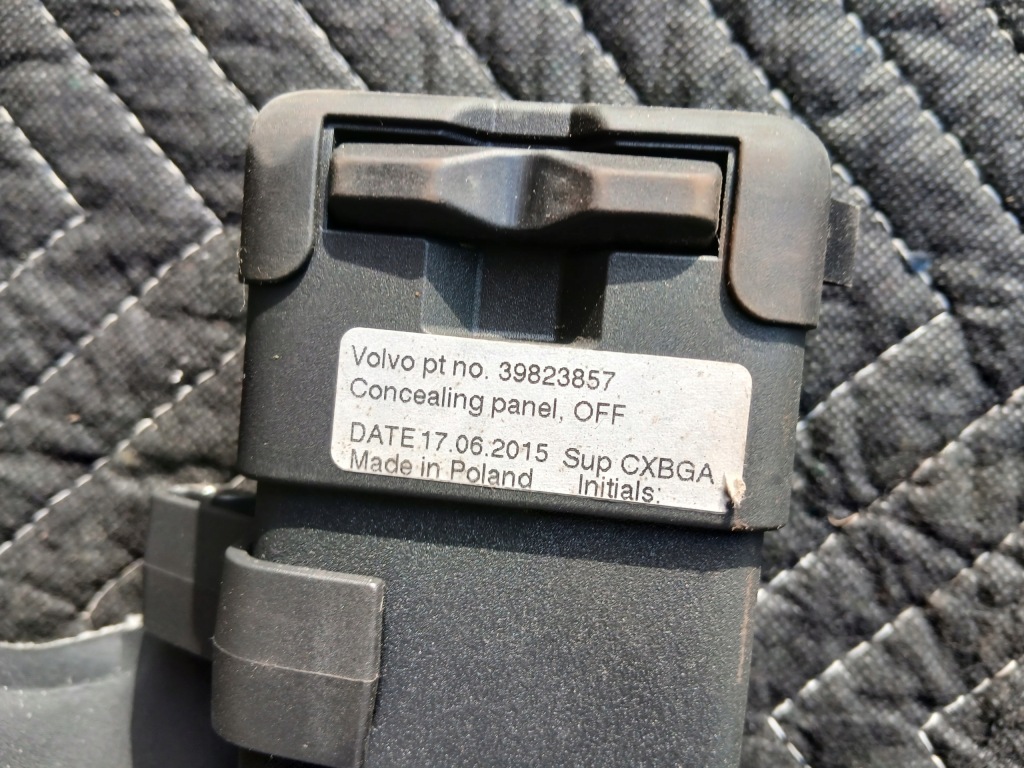 Volvo pt no. 39823857
Concealing panel, OFF
DATE 17.06.2015 Sup CXBGA
Made in Poland Initials: